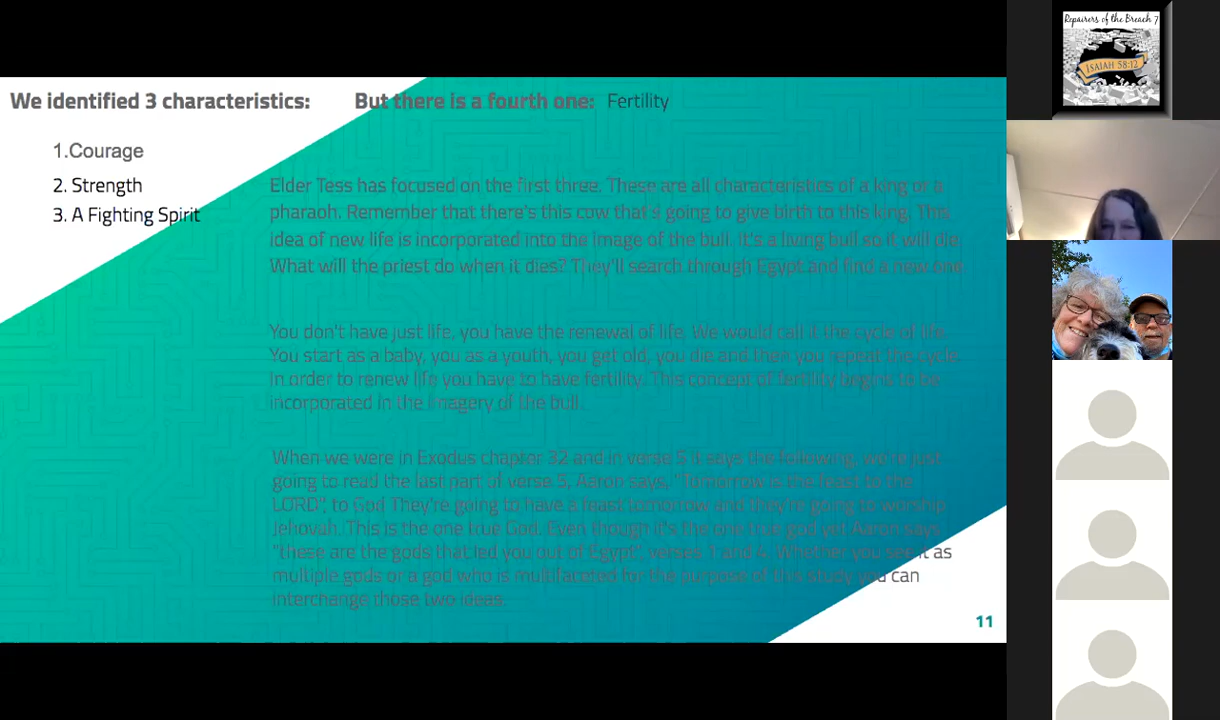 We identified 3 characteristics:
But there is a fourth one: Fertility
1.Courage
2. Strength
3. A Fighting Spirit
Elder Tess has focused on the first three. These are all characteristics of a king or a
pharaoh. Remember that there's this cow that's going to give birth to this king. This
idea of new life is incorporated into the image of the bull. It's a living bull so it will die.
What will the priest do when it dies? They'll search through Egypt and find a new one.
You don't have just life, you have the renewal of life. We would call it the cycle of life.
You start as a baby, you as a youth, you get old, you die and then you repeat the cycle.
In order to renew life you have to have fertility. This concept of fertility begins to be
incorporated in the imagery of the bull.
When we were in Exodus chapter 32 and in verse 5 it says the following, we're just
going to read the last part of verse 5, Aaron says, "Tomorrow is the feast to the
LORD", to God They're going to have a feast tomorrow and they're going to worship
Jehovah. This is the one true God. Even though it's the one true god yet Aaron says
"these are the gods that led you out of Egypt", verses 1 and 4. Whether you see it as
multiple gods or a god who is multifaceted for the purpose of this study you can
interchange those two ideas.
11
Repairers of the Breach 7
ISAIAH 58:12